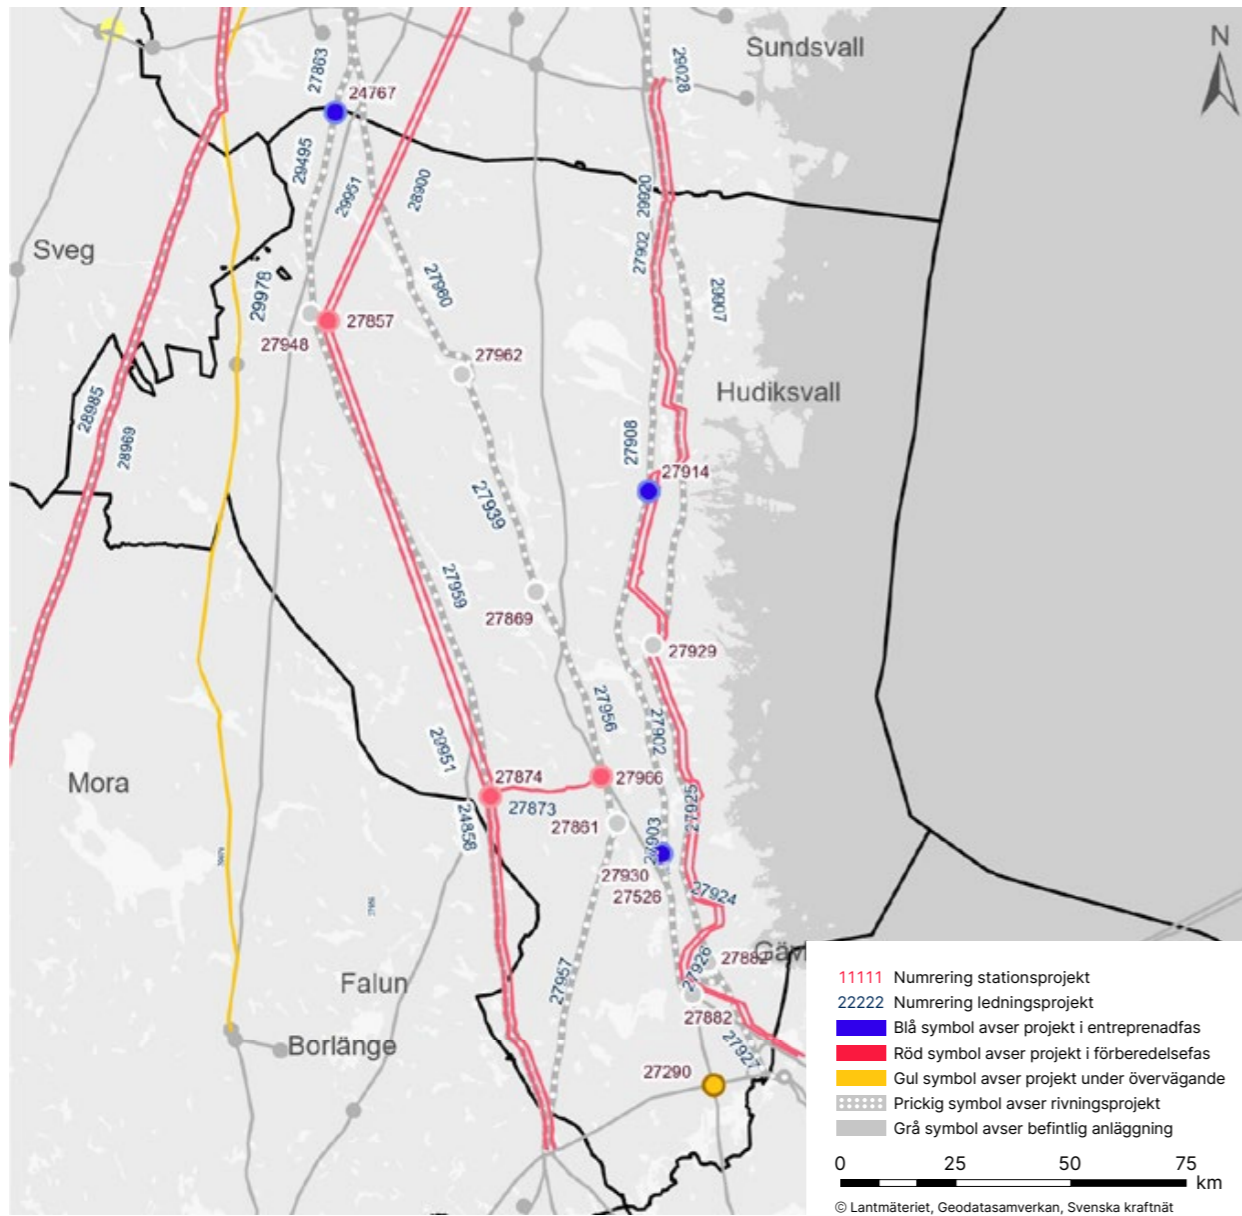 Sundsvall
N
27863
29028
24767
29495
29951
28900
29920
27902
Sveg
29978
27960
29907
27857
27948
27962
Hudiksvall
28985
28969
27908
27914
27939
27959
27869
27929
27956
27902
29951
Mora
27874
27966
27873
27925
24858
27861
27903
27930
27526
27924
Falun
27957
27926
27882
Gävl
27882
Borlänge
27927
27290
11111 Numrering stationsprojekt
22222 Numrering ledningsprojekt
Blå symbol avser projekt i entreprenadfas
Röd symbol avser projekt i förberedelsefas
Gul symbol avser projekt under övervägande
Prickig symbol avser rivningsprojekt
Grå symbol avser befintlig anläggning
0 25 50 75
km
© Lantmäteriet, Geodatasamverkan, Svenska kraftnät